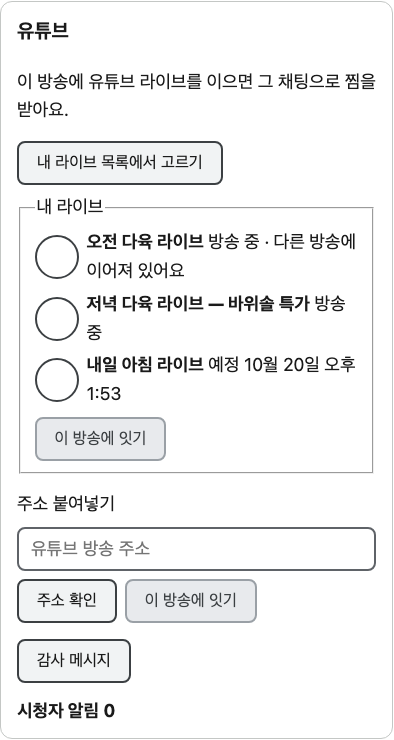 유튜브
이 방송에 유튜브 라이브를 이으면 그 채팅으로 찜을
받아요.
내 라이브 목록에서 고르기
내 라이브
오전 다육 라이브 방송 중 · 다른 방송에
이어져 있어요
저녁 다육 라이브 — 바위솔 특가 방송
중
내일 아침 라이브 예정 10월 20일 오후
1:53
이 방송에 잇기
주소 붙여넣기
유튜브 방송 주소
주소 확인 이 방송에 잇기
감사 메시지
시청자 알림 0